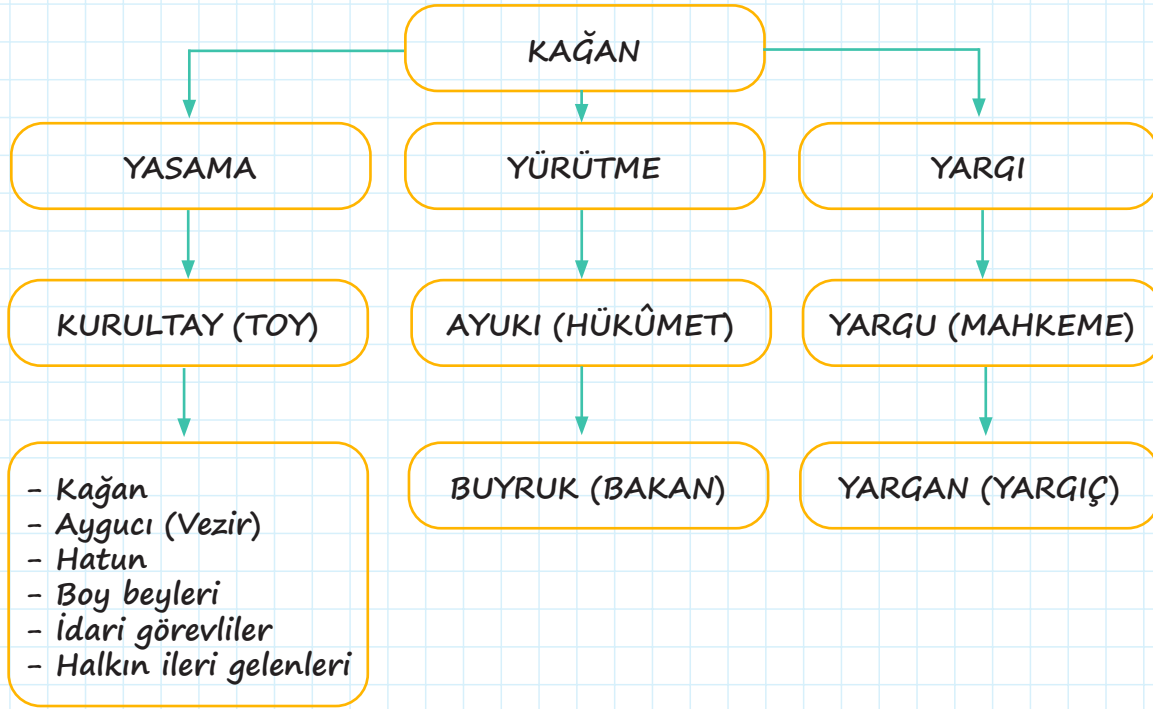 KAĞAN
YASAMA
YÜRÜTME
YARGI
KURULTAY (TOY)
AYUKI (HÜKÛMET)
YARGU (MAHKEME)
- Kağan
- Aygucı (Vezir)
- Hatun
- Boy beyleri
- İdari görevliler
- Halkın ileri gelenleri
BUYRUK (BAKAN)
YARGAN (YARGIÇ)